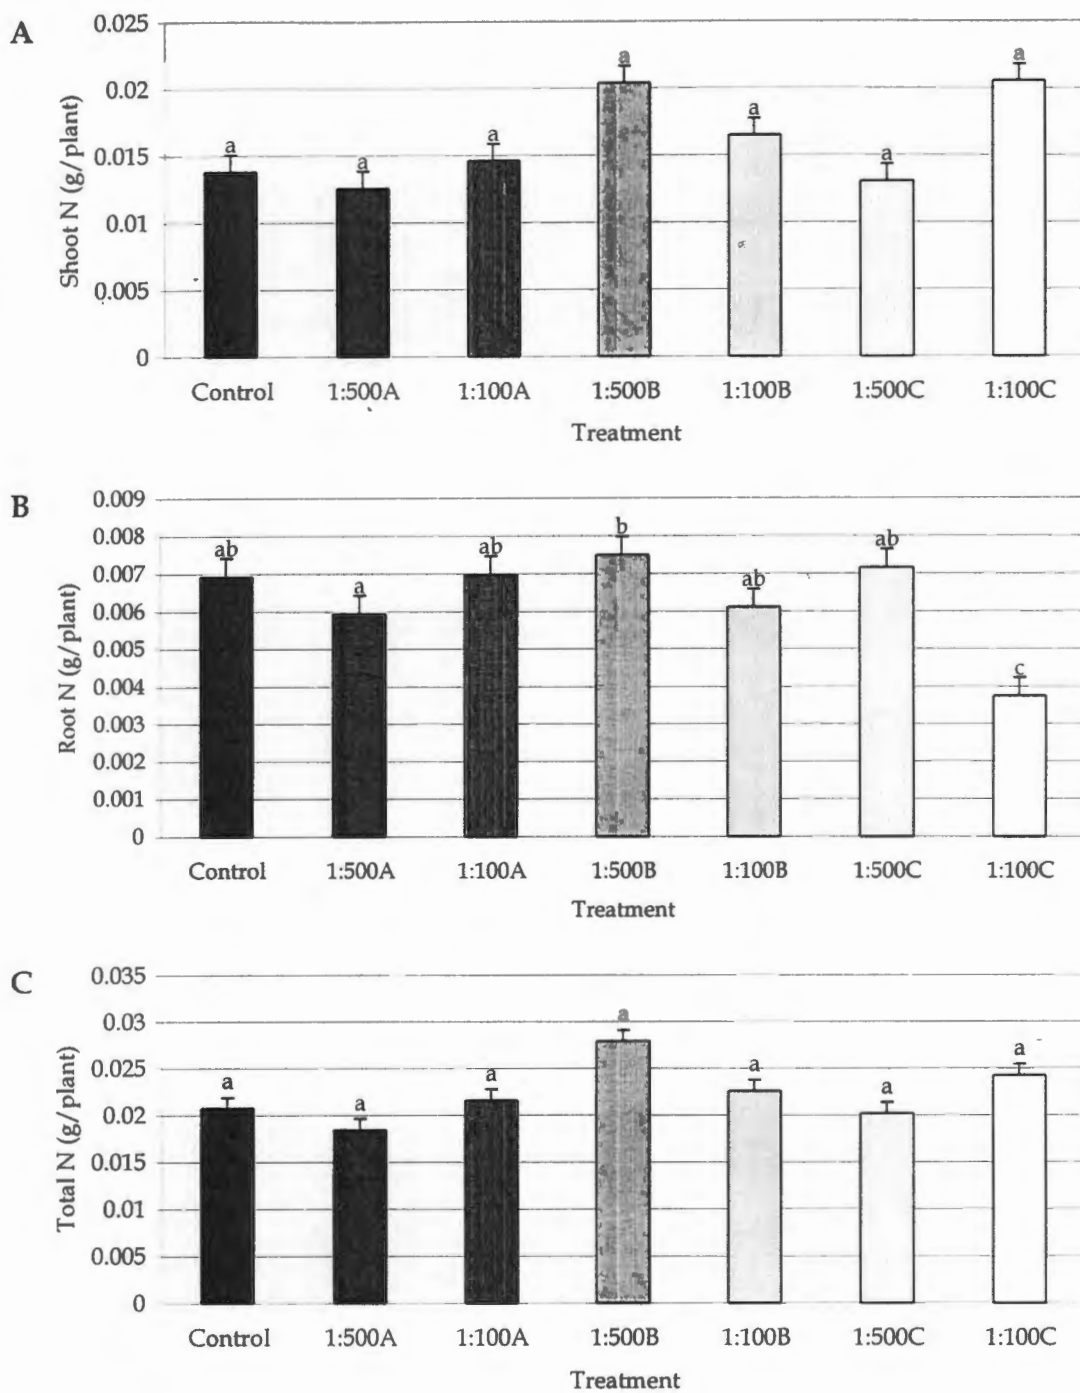 A
0.025
a
a
0.02
a
a
a
a
0.015
a
0.01
0.005
0
Shoot N (g/plant)
Control 1:500A 1:100A 1:500B 1:100B 1:500C 1:100C
Treatment
B
0.009
0.008
b
ab
ab
ab
0.007
a
ab
0.006
0.005
c
0.004
0.003
0.002
0.001
0
Root N (g/plant)
Control 1:500A 1:100A 1:500B 1:100B 1:500C 1:100C
Treatment
C
0.035
a
0.03
a
a
0.025
a
a
a
a
0.02
0.015
0.01
0.005
0
Total N (g/plant)
Control 1:500A 1:100A 1:500B 1:100B 1:500C 1:100C
Treatment